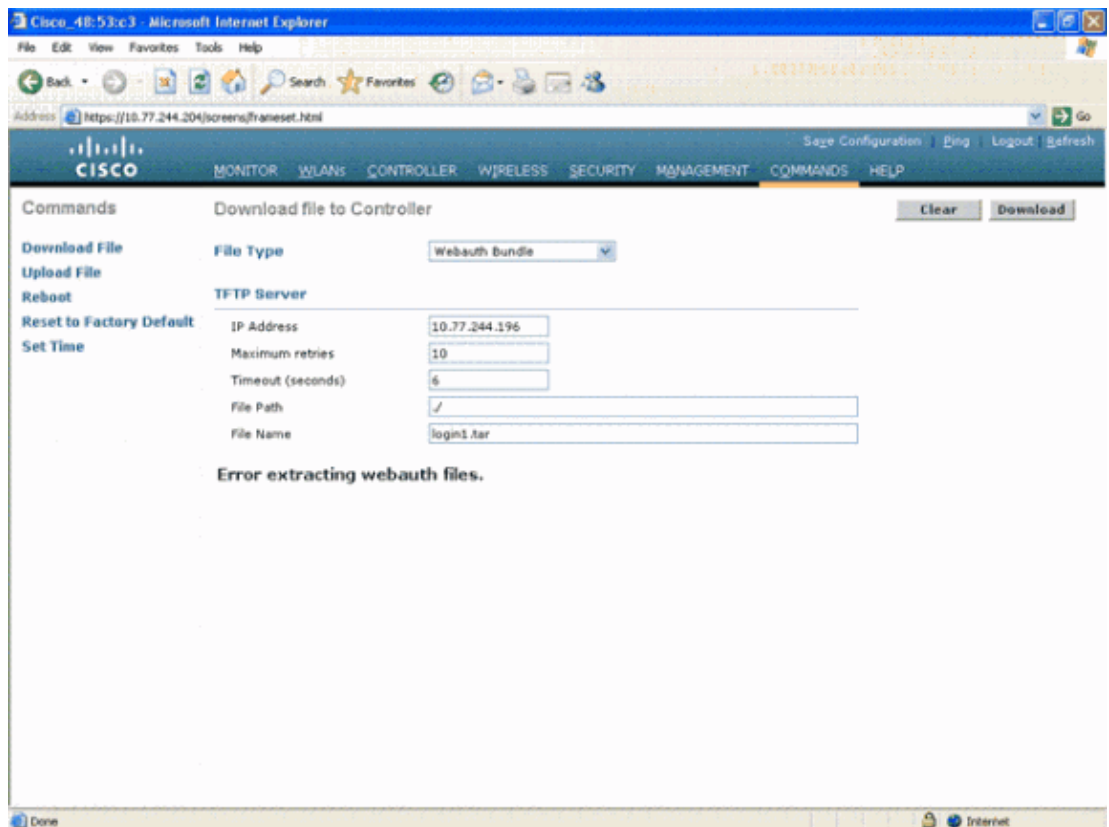 Cisco_48:53:c3 - Microsoft Internet Explorer
File Edit View Favorites Tools Help
Back Search Favorites
Address https://10.77.244.204/screens/frameset.html Go
Save Configuration | Ping | Logout | Refresh
CISCO MONITOR WLANs CONTROLLER WIRELESS SECURITY MANAGEMENT COMMANDS HELP
Commands Download file to Controller Clear Download
Download File
Upload File
Reboot
Reset to Factory Default
Set Time
File Type Webauth Bundle
TFTP Server
IP Address 10.77.244.196
Maximum retries 10
Timeout (seconds) 6
File Path ./
File Name login1.tar
Error extracting webauth files.
Done Internet